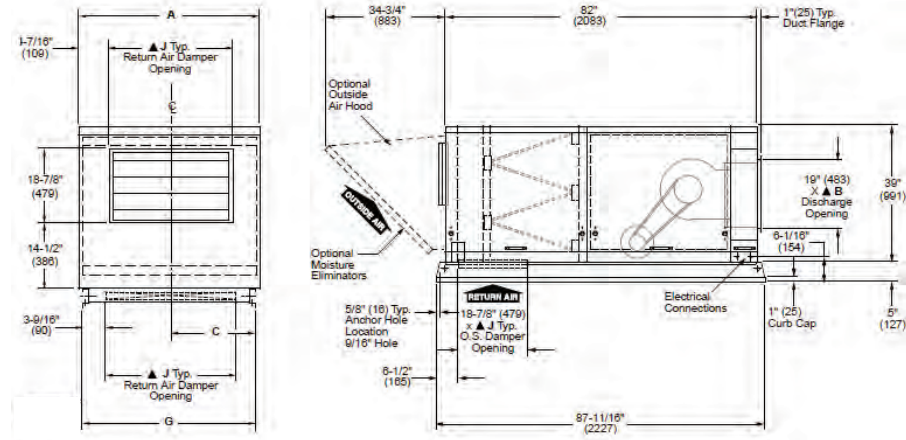 A
I-7/16"
(109)
▲ J Typ.
Return Air Damper
Opening
18-7/8"
(479)
14-1/2"
(386)
3-9/16"
(90)
C
▲ J Typ.
Return Air Damper
Opening
G
34-3/4"
(883)
82"
(2083)
1"(25) Typ.
Duct Flange
Optional
Outside
Air Hood
OUTSIDE AIR
Optional
Moisture
Eliminators
19" (483)
X ▲ B
Discharge
Opening
39"
(991)
6-1/16"
(154)
RETURN AIR
5/8" (16) Typ.
Anchor Hole
Location
9/16" Hole
18-7/8" (479)
x ▲ J Typ.
O.S. Damper
Opening
Electrical
Connections
1" (25)
Curb Cap
5"
(127)
6-1/2"
(165)
87-11/16"
(2227)